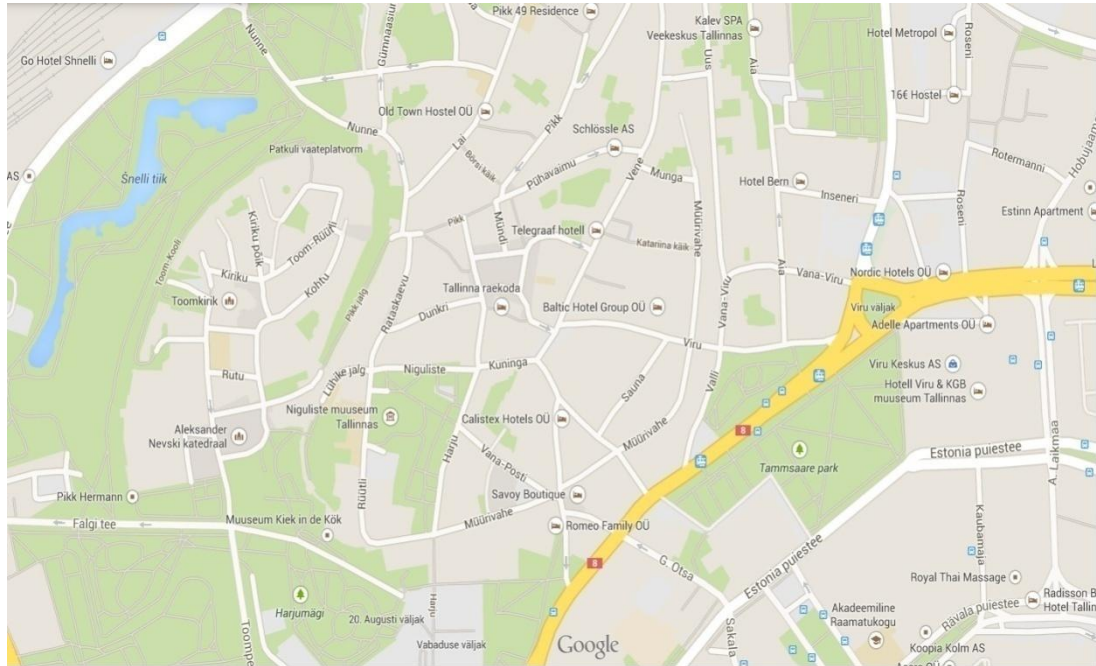 Pikk 49 Residence
Kalev SPA
Veekeskus Tallinnas
Hotel Metropol
Roseni
Nunne
Gümnaasium
Go Hotel Shnelli
Uus
Aia
16€ Hostel
Old Town Hostel OÜ
Pikk
Nunne
Lai
Schlössle AS
Hobujaama
Rotermanni
Patkuli vaateplatvorm
Börsi käik
Vene
AS
Šnelli tiik
Pühavaimu
Munga
Hotel Bern
Inseneri
Roseni
Estinn Apartment
Kiriku põik
Toom-Rüütli
Pikk
Mündi
Telegraaf hotell
Müürivahe
Katariina käik
Toom-Kooli
Kiriku
Kohtu
Aia
Vana-Viru
Nordic Hotels OÜ
L
Toomkirik
Pikk jalg
Rataskaevu
Tallinna raekoda
Dunkri
Baltic Hotel Group OÜ
Vana-Viru
Viru väljak
Adelle Apartments OÜ
Viru
Rutu
Lühike jalg
Niguliste
Kuninga
Valli
Viru Keskus AS
Sauna
Hotell Viru & KGB
muuseum Tallinnas
Niguliste muuseum
Tallinnas
Calistex Hotels OÜ
Aleksander
Nevski katedraal
Harju
8
Müürivahe
Estonia puiestee
A. Laikmaa
Vana-Posti
Tammsaare park
Pikk Hermann
Rüütli
Savoy Boutique
Falgi tee
Muuseum Kiek in de Kök
Müürivahe
Romeo Family OÜ
Kaubamaja
8
G. Otsa
Estonia puiestee
Royal Thai Massage
Harjumägi
Harju
Radisson B
Hotel Tallin
20. Augusti väljak
Akadeemiline
Raamatukogu
Rävala puiestee
Toompe
Vabaduse väljak
Google
Sakala
Koopia Kolm AS